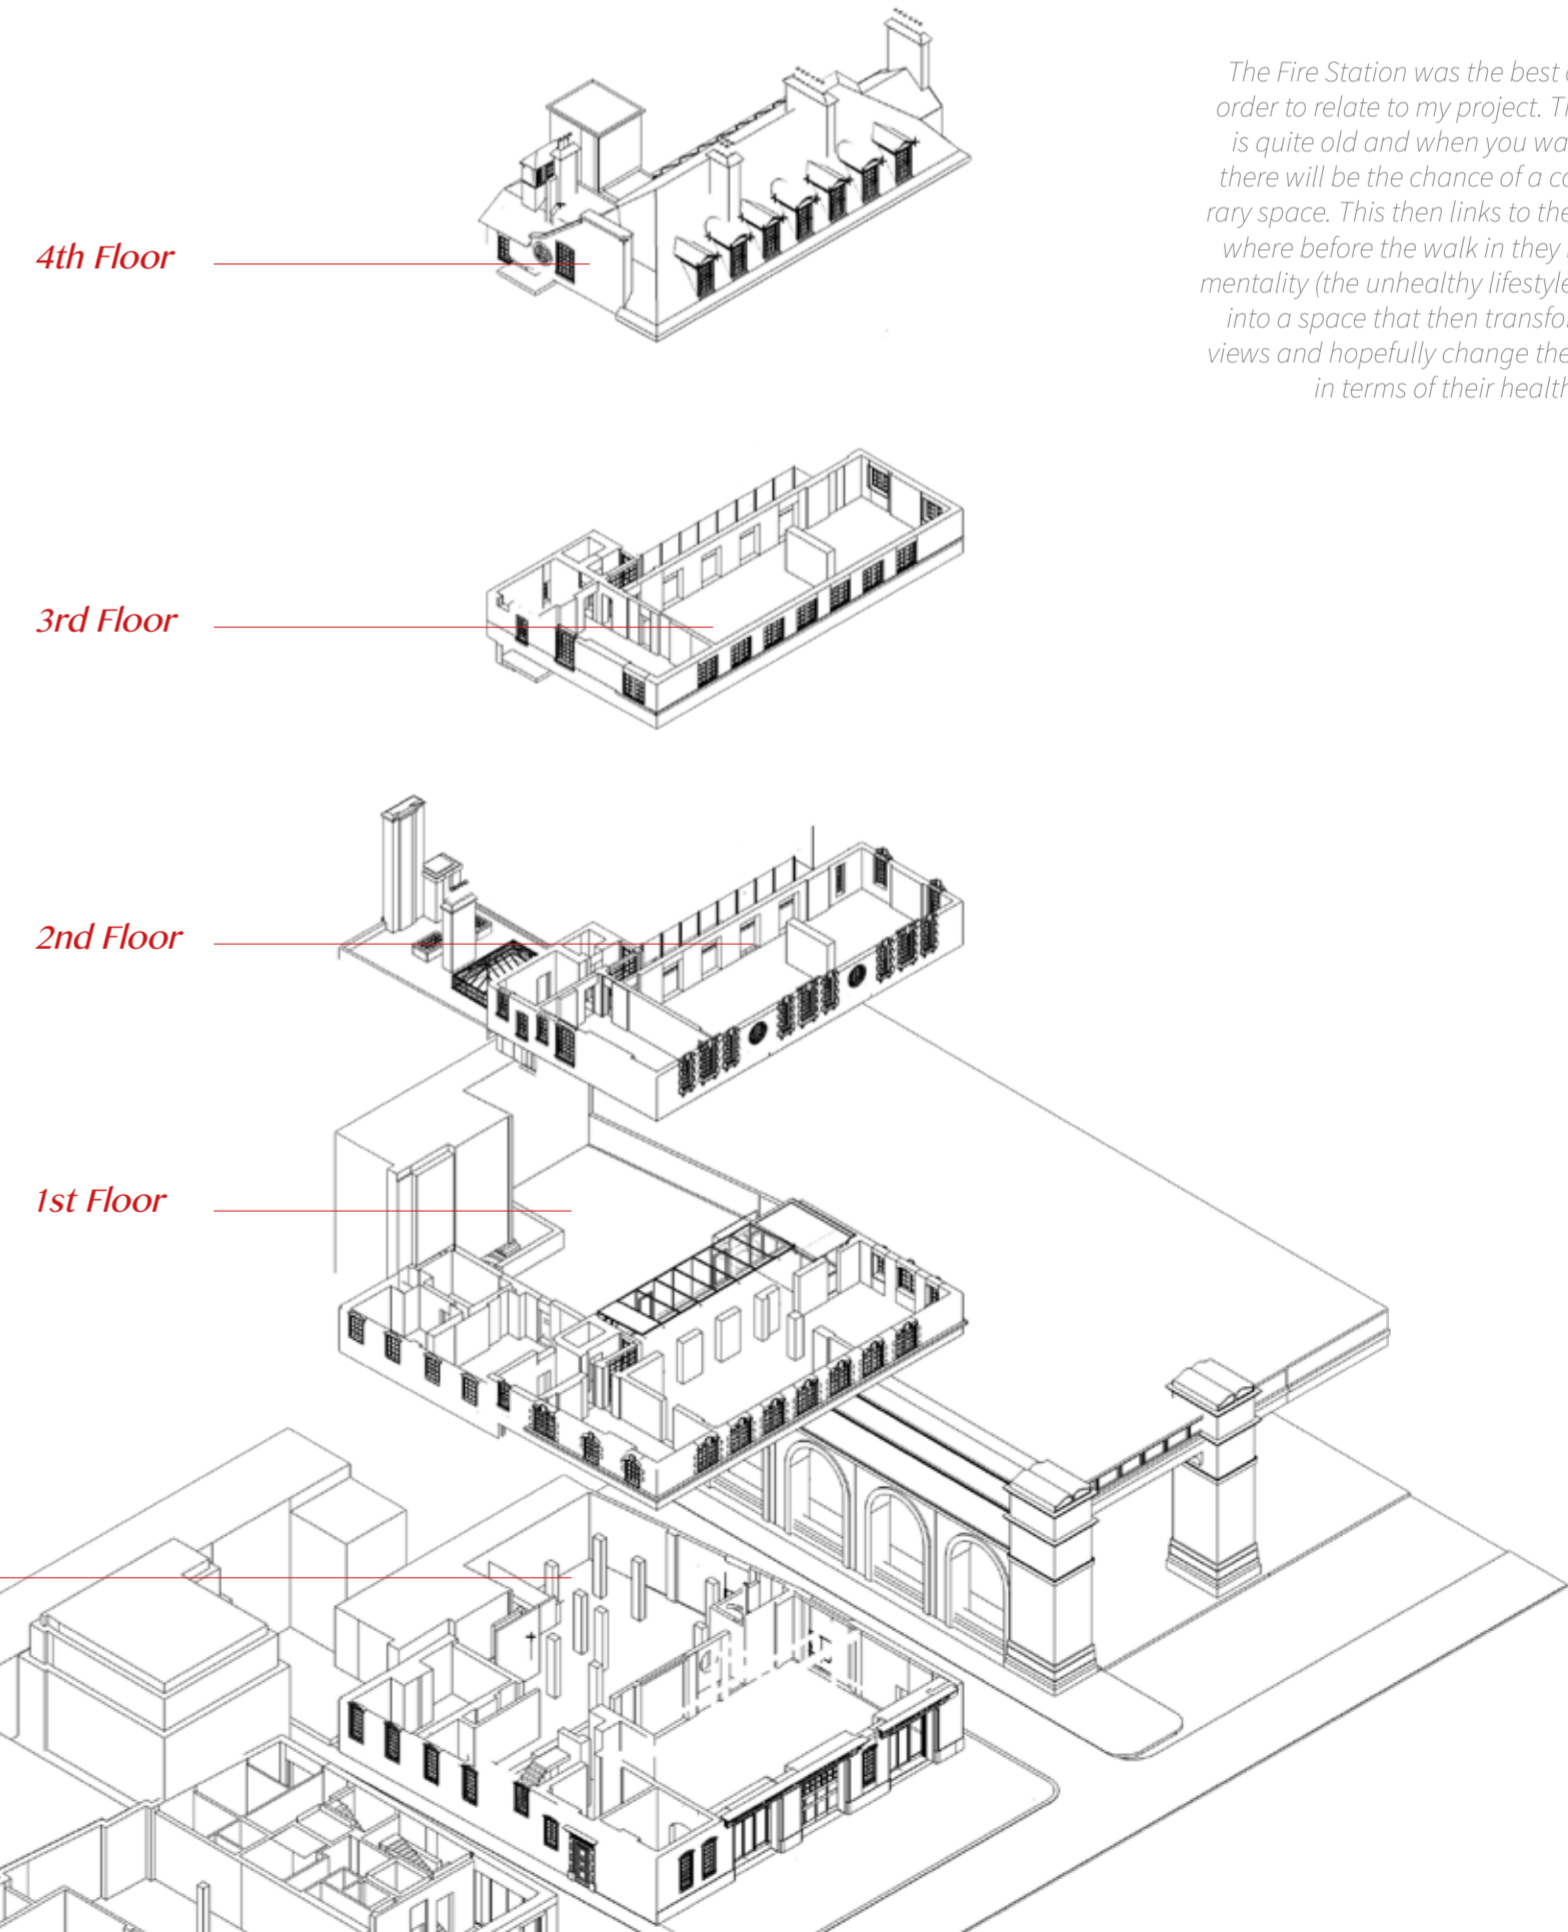 The Fire Station was the best
order to relate to my project.
is quite old and when you
there will be the chance of a
rary space. This then links to the
where before the walk in they
mentality (the unhealthy lifestyle
into a space that then
views and hopefully change the
in terms of their health
4th Floor
3rd Floor
2nd Floor
1st Floor